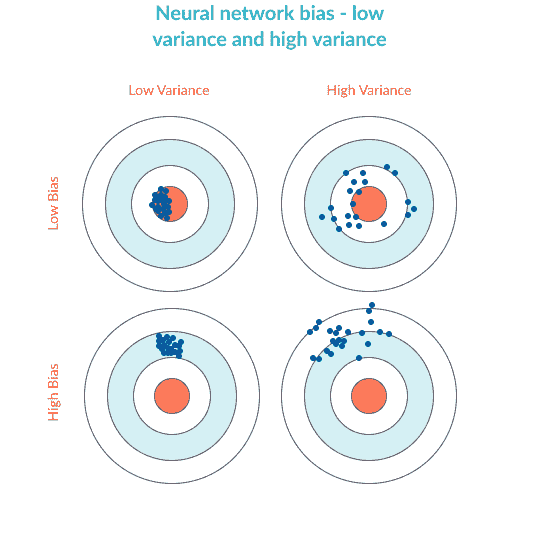 Neural network bias - low
variance and high variance
Low Variance
High Variance
Low Bias
High Bias